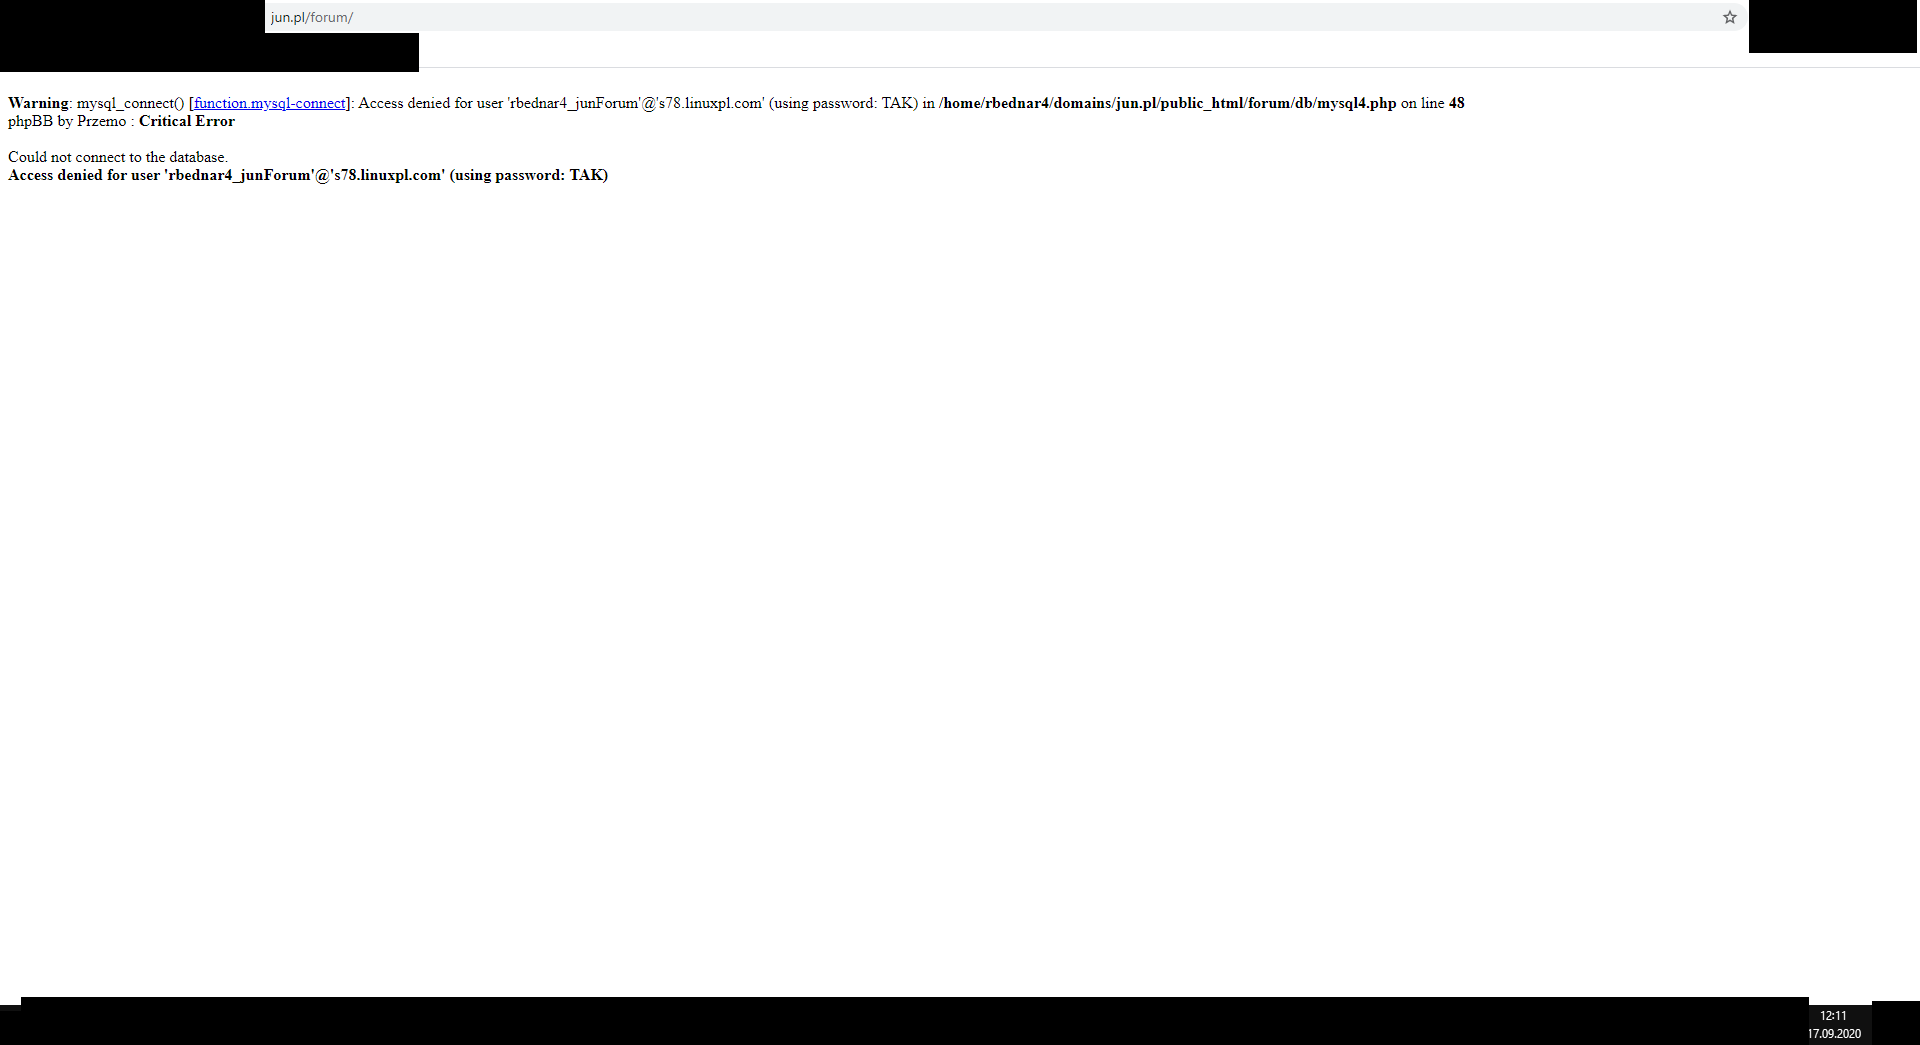 jun.pl/forum/
Warning: mysql_connect() [function.mysql-connect]: Access denied for user 'rbednar4_junForum'@'s78.linuxpl.com' (using password: TAK) in /home/rbednar4/domains/jun.pl/public_html/forum/db/mysql4.php on line 48
phpBB by Przemo : Critical Error
Could not connect to the database.
Access denied for user 'rbednar4_junForum'@'s78.linuxpl.com' (using password: TAK)
12:11
17.09.2020